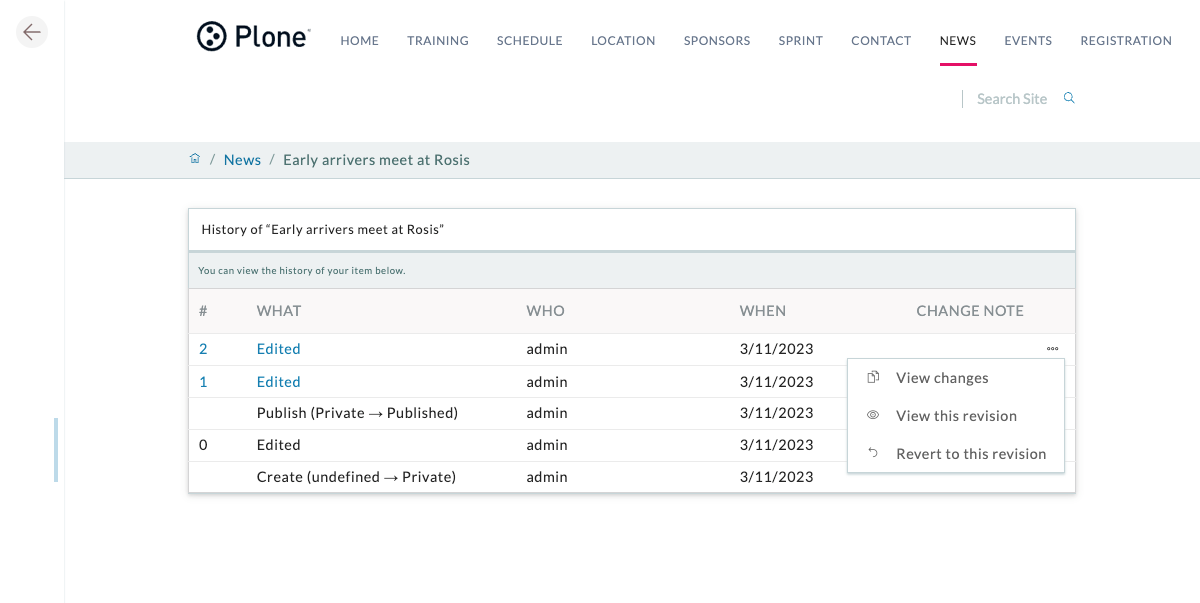 Plone HOME TRAINING SCHEDULE LOCATION SPONSORS SPRINT CONTACT NEWS EVENTS REGISTRATION
Search Site
/ News / Early arrivers meet at Rosis
History of “Early arrivers meet at Rosis”
You can view the history of your item below.
# WHAT WHO WHEN CHANGE NOTE
2 Edited admin 3/11/2023
1 Edited admin 3/11/2023
Publish (Private → Published) admin 3/11/2023
0 Edited admin 3/11/2023
Create (undefined → Private) admin 3/11/2023
View changes
View this revision
Revert to this revision